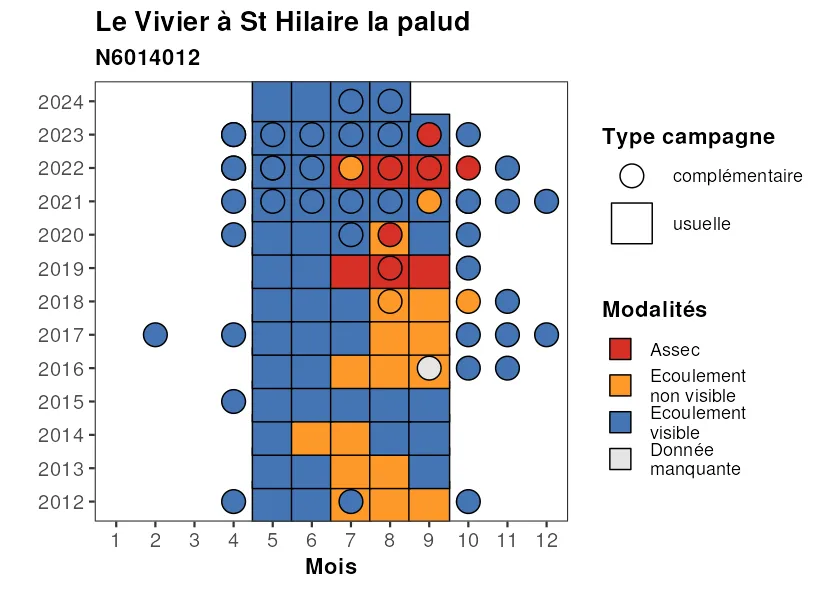 Le Vivier à St Hilaire la palud
N6014012
2024
2023
2022
2021
2020
2019
2018
2017
2016
2015
2014
2013
2012
1 2 3 4 5 6 7 8 9 10 11 12
Mois
Type campagne
complémentaire
usuelle
Modalités
Assec
Ecoulement
non visible
Ecoulement
visible
Donnée
manquante